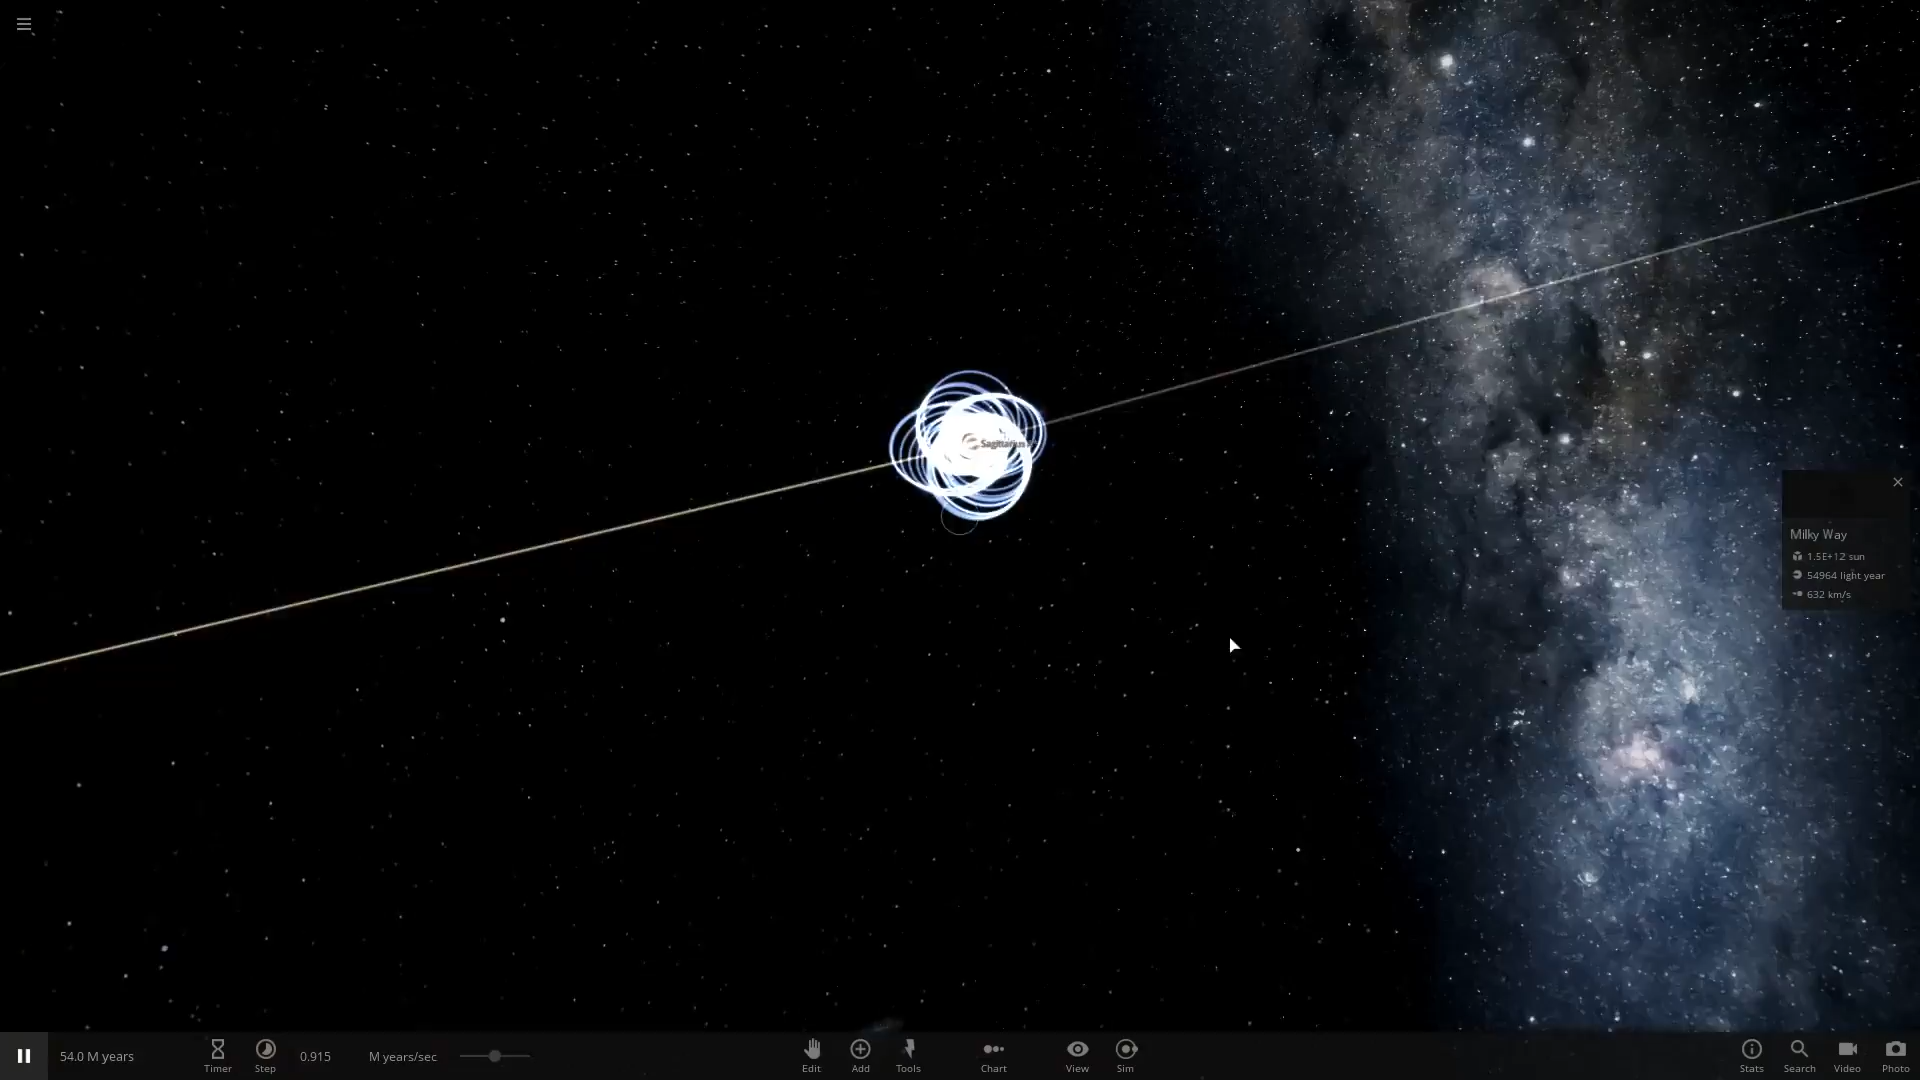 Sagittarius
Milky Way
1.5E+12 sun
54964 light year
632 km/s
54.0 M years
Timer
Step
0.915
M years/sec
Edit
Add
Tools
Chart
View
Sim
Stats
Search
Video
Photo